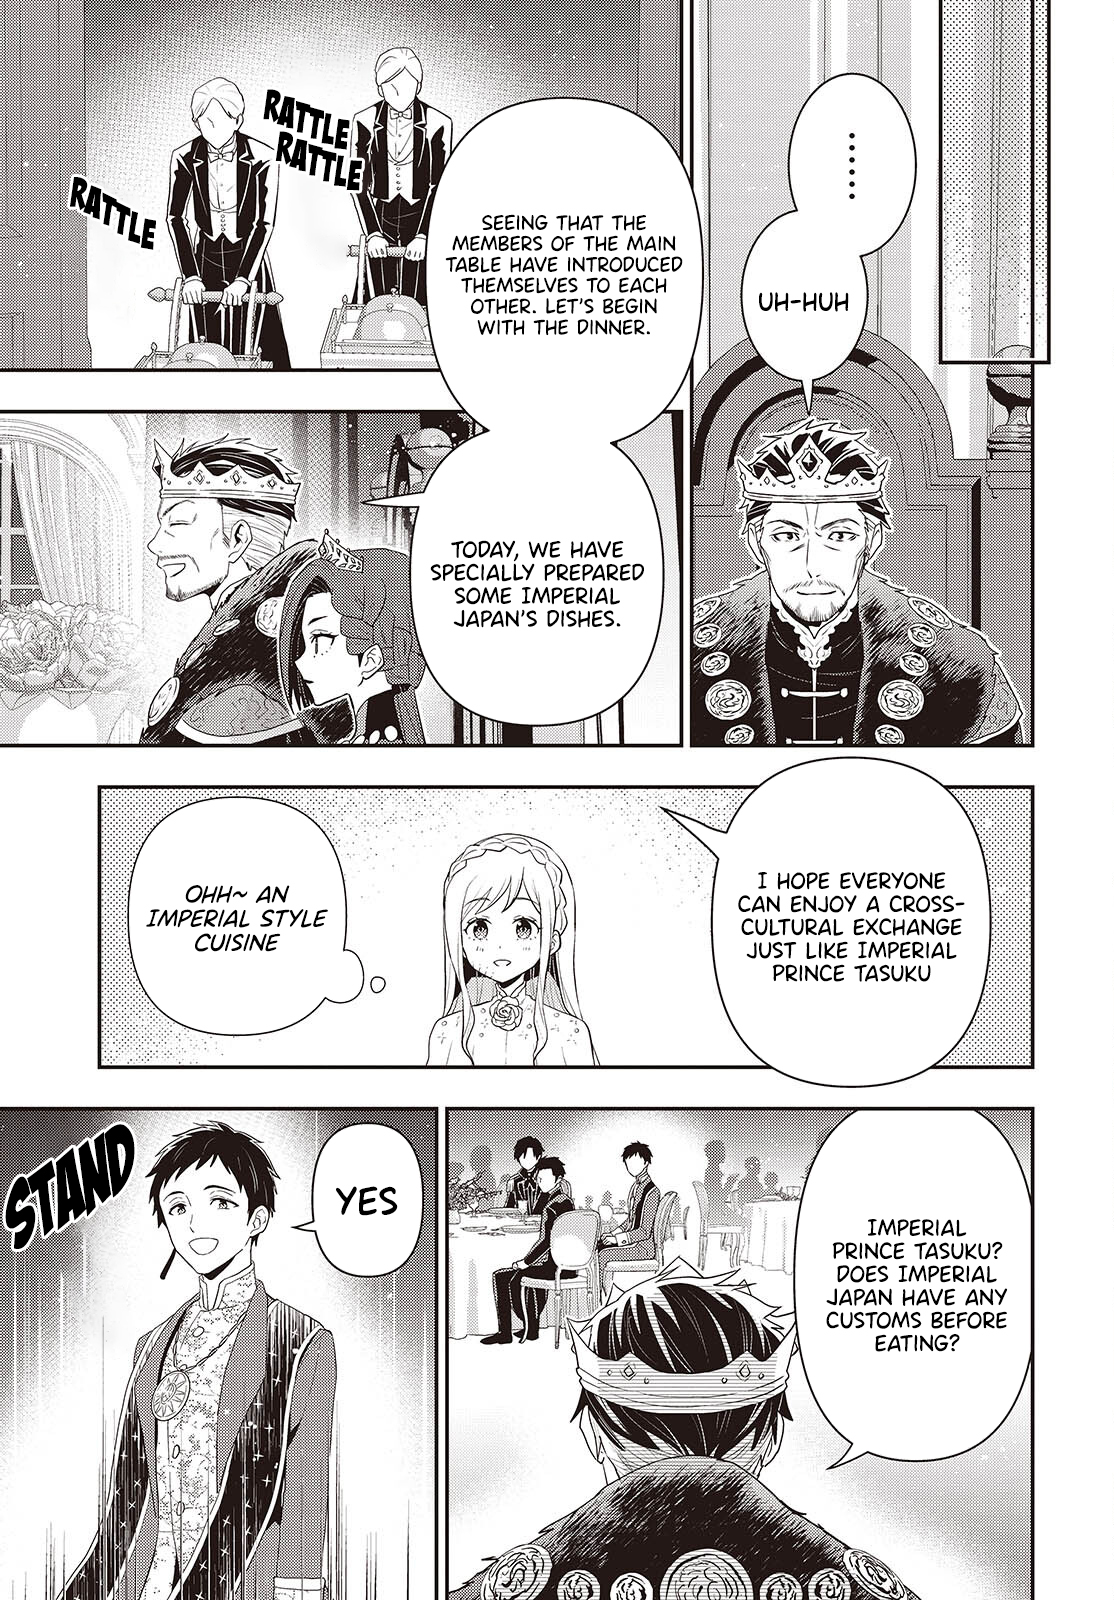 ......
UH-HUH
SEEING THAT THE
MEMBERS OF THE MAIN
TABLE HAVE INTRODUCED
THEMSELVES TO EACH
OTHER. LET'S BEGIN
WITH THE DINNER.
RATTLE
RATTLE
RATTLE
TODAY, WE HAVE
SPECIALLY PREPARED
SOME IMPERIAL
JAPAN'S DISHES.
I HOPE EVERYONE
CAN ENJOY A CROSS-
CULTURAL EXCHANGE
JUST LIKE IMPERIAL
PRINCE TASUKU
OHH~ AN
IMPERIAL STYLE
CUISINE
IMPERIAL
PRINCE TASUKU?
DOES IMPERIAL
JAPAN HAVE ANY
CUSTOMS BEFORE
EATING?
YES
STAND